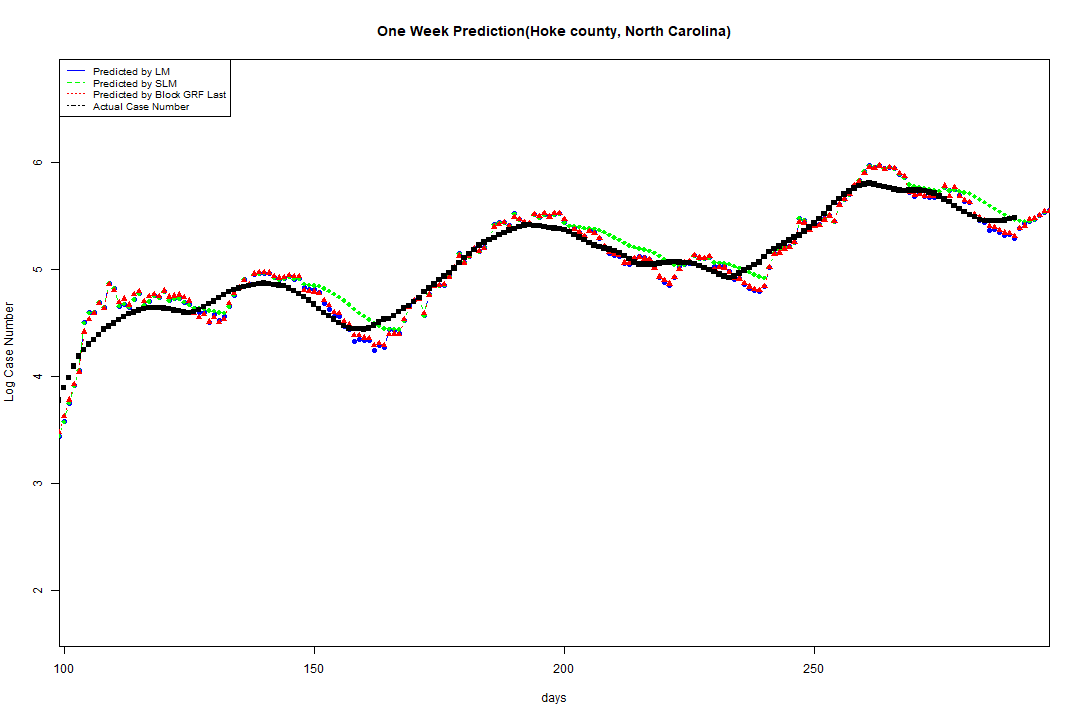 One Week Prediction(Hoke county, North Carolina)
Predicted by LM
Predicted by SLM
Predicted by Block GRF Last
Actual Case Number
6
5
4
3
2
Log Case Number
100 150 200 250
days